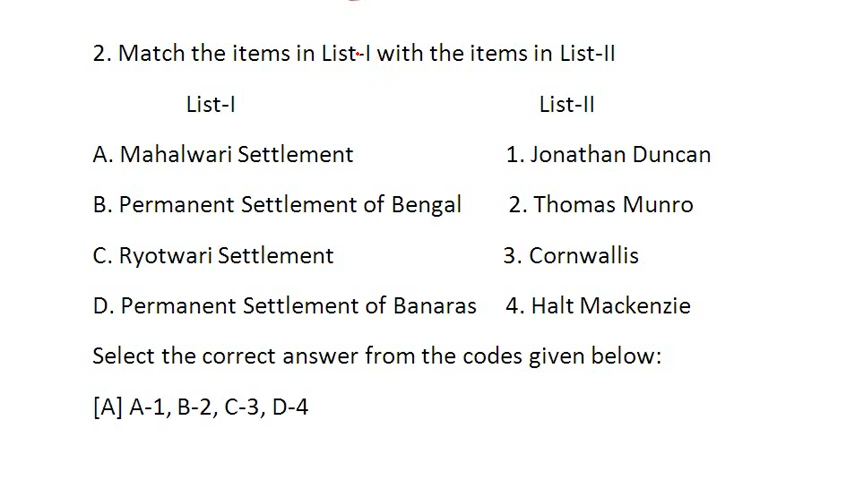 2. Match the items in List-I with the items in List-II
List-I List-II
A. Mahalwari Settlement 1. Jonathan Duncan
B. Permanent Settlement of Bengal 2. Thomas Munro
C. Ryotwari Settlement 3. Cornwallis
D. Permanent Settlement of Banaras 4. Halt Mackenzie
Select the correct answer from the codes given below:
[A] A-1, B-2, C-3, D-4